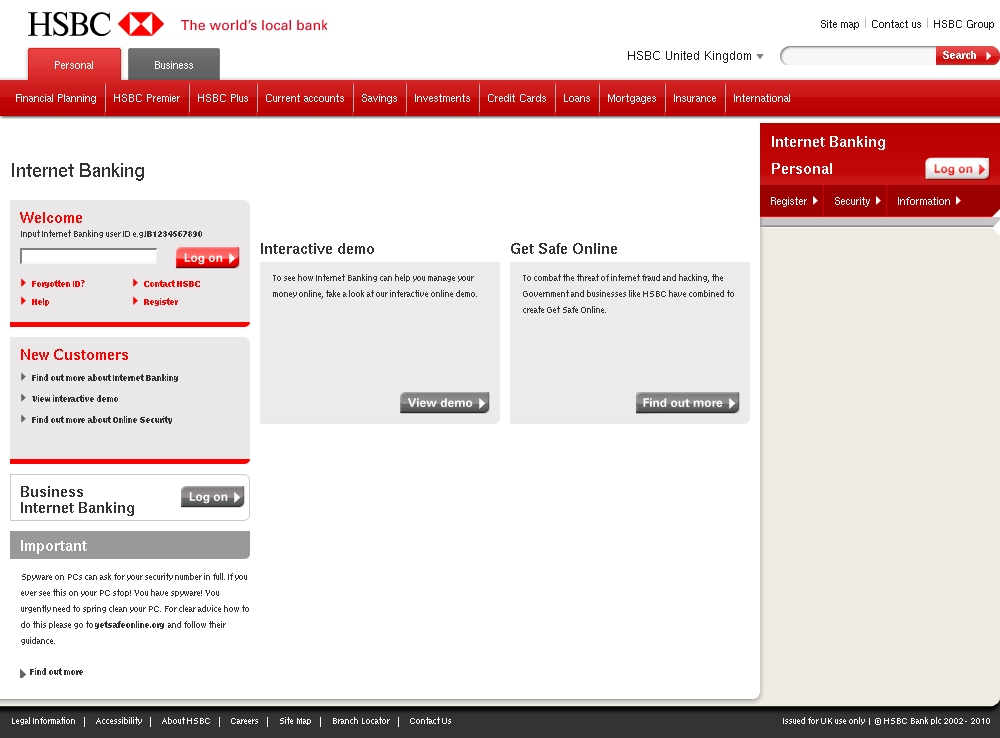 HSBC The world's local bank
Site map Contact us HSBC Group
HSBC United Kingdom Search
Personal Business
Financial Planning HSBC Premier HSBC Plus Current accounts Savings Investments Credit Cards Loans Mortgages Insurance International
Internet Banking
Personal Log on
Register Security Information
Internet Banking
Welcome
Input Internet Banking user ID e.g.IB1234567890
Log on
Forgotten ID? Contact HSBC
Help Register
New Customers
Find out more about Internet Banking
View interactive demo
Find out more about Online Security
Business
Internet Banking
Log on
Important
Spyware on PCs can ask for your security number in full. If you
ever see this on your PC stop! You have spyware! You
urgently need to spring clean your PC. For clear advice how to
do this please go to getsafeonline.org and follow their
guidance.
Find out more
Interactive demo
To see how Internet Banking can help you manage your
money online, take a look at our interactive online demo.
View demo
Get Safe Online
To combat the threat of internet fraud and hacking, the
Government and businesses like HSBC have combined to
create Get Safe Online.
Find out more
Legal Information | Accessibility | About HSBC | Careers | Site Map | Branch Locator | Contact Us
Issued for UK use only | © HSBC Bank plc 2002 - 2010